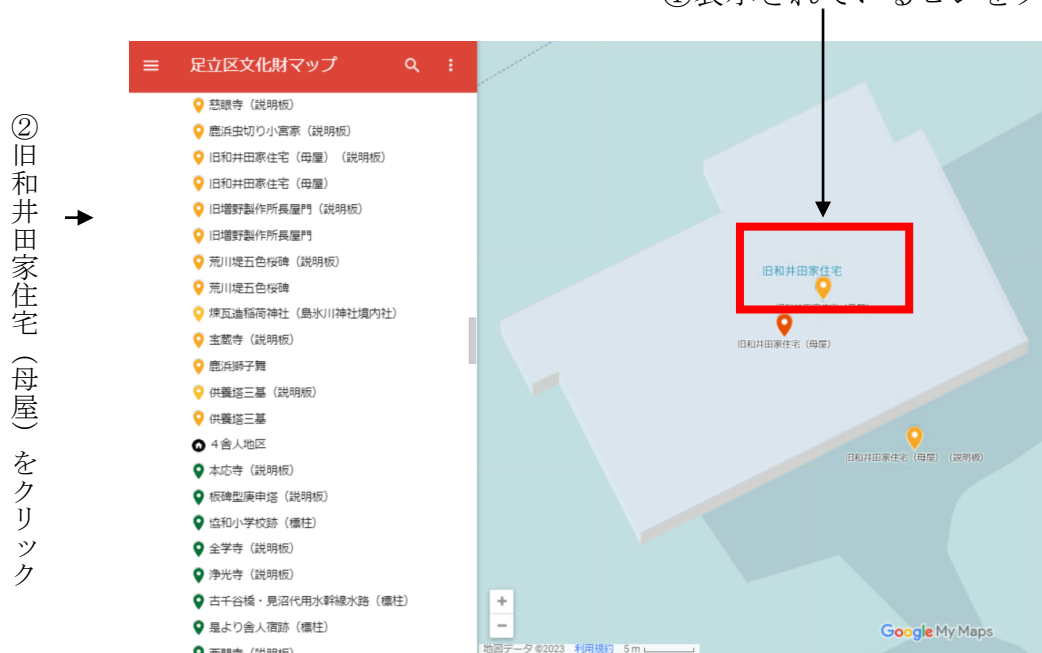 足立区文化財マップ
慈眼寺（説明板）
鹿浜虫切り小宮家（説明板）
旧和井田家住宅（母屋）（説明板）
旧和井田家住宅（母屋）
旧増野製作所長屋門（説明板）
旧増野製作所長屋門
荒川堤五色桜碑（説明板）
荒川堤五色桜碑
煉瓦造稲荷神社（島氷川神社境内社）
宝蔵寺（説明板）
鹿浜獅子舞
供養塔三基（説明版）
供養塔三基
４舎人地区
本応寺（説明板）
板碑型庚申塔（説明板）
協和小学校跡（標柱）
全学寺（説明板）
浄光寺（説明板）
古千谷橋・見沼代用水幹線水路（標柱）
是より舎人宿跡（標柱）
②旧和井田家住宅（母屋）をクリック
旧和井田家住宅
旧和井田家住宅（母屋）
旧和井田家住宅（母屋）（説明板）
+
−
地図データ ©2023 利用規約 5 m
Google My Maps